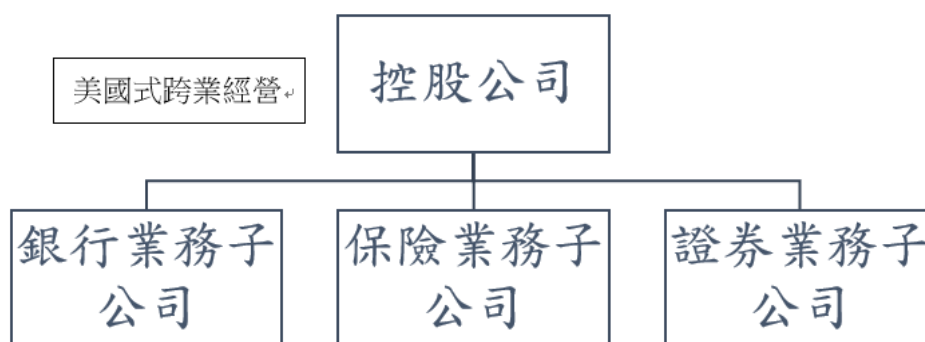 控股公司
美國式跨業經營
銀行業務子
公司
保險業務子
公司
證券業務子
公司